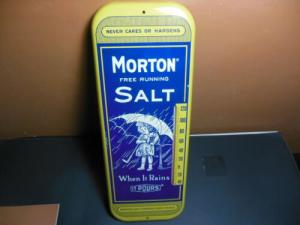 NEVER CAKES OR HARDENS
MORTON®
FREE RUNNING
SALT
When It Rains
IT POURS